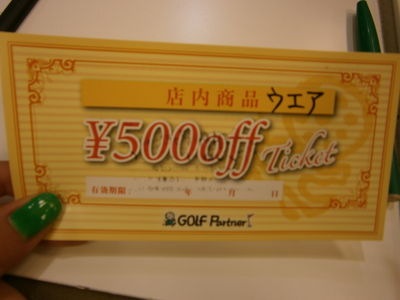 店内商品 ウエア
¥500off Ticket
有効期限: 年 月 日
GOLF Partner